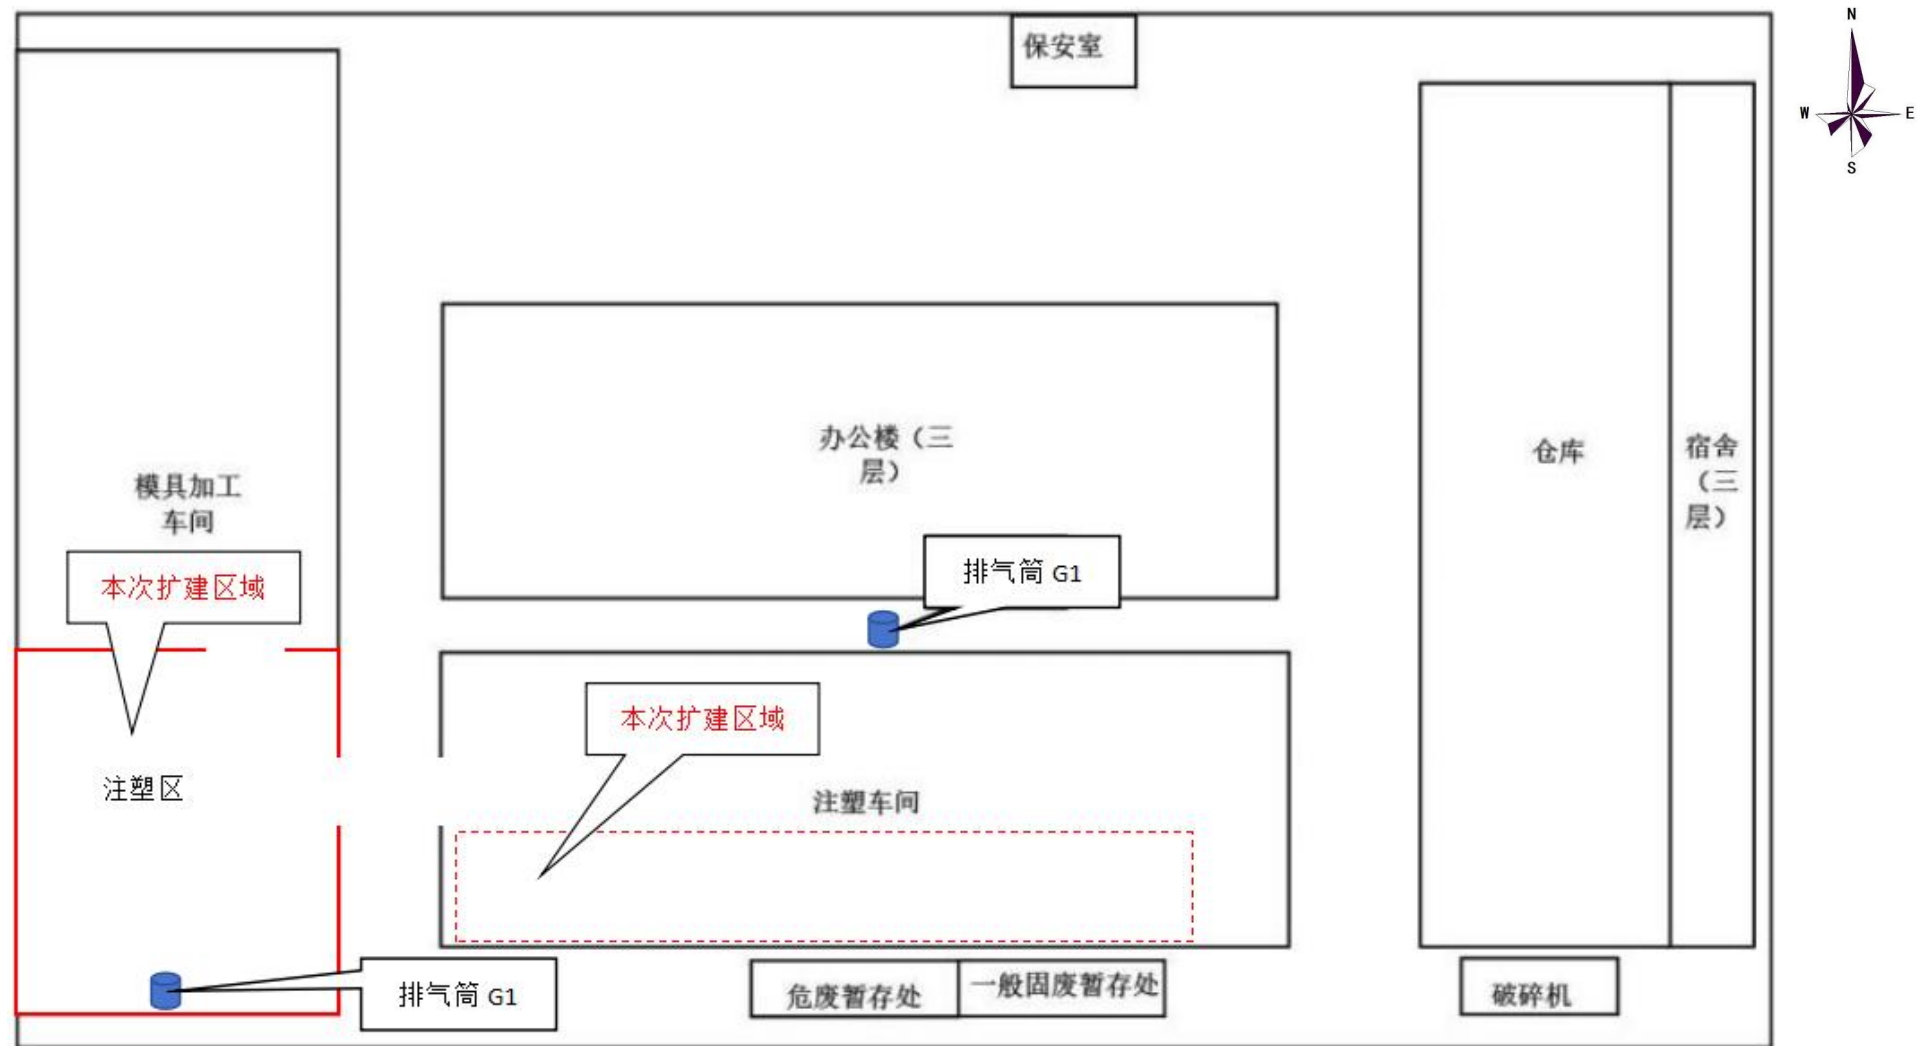 N
保安室
W
E
S
办公楼（三
层）
仓库
宿舍
（三
层）
模具加工
车间
本次扩建区域
排气筒 G1
本次扩建区域
注塑区
注塑车间
排气筒 G1
危废暂存处
一般固废暂存处
破碎机